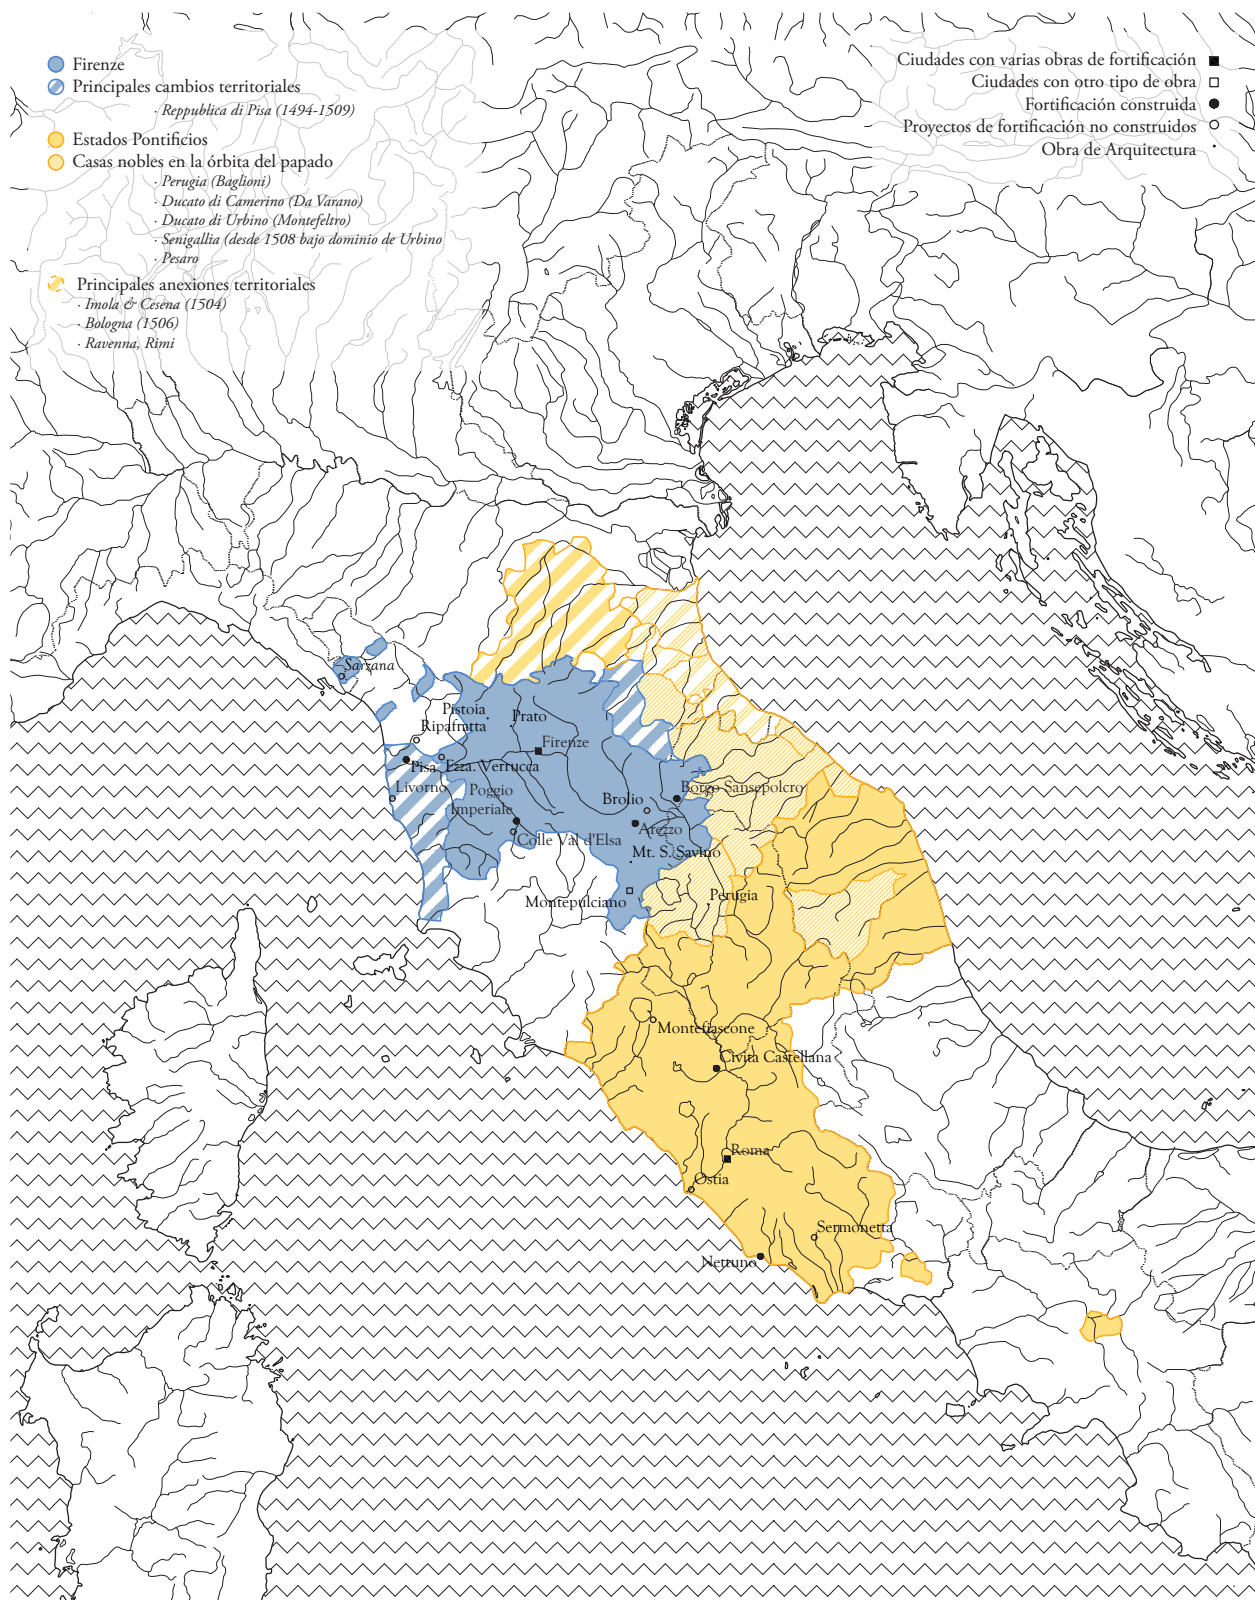 Firenze
Principales cambios territoriales
· Reppublica di Pisa (1494-1509)
Estados Pontificios
Casas nobles en la órbita del papado
· Perugia (Baglioni)
· Ducato di Camerino (Da Varano)
· Ducato di Urbino (Montefeltro)
· Senigallia (desde 1508 bajo dominio de Urbino
· Pesaro
Principales anexiones territoriales
· Imola & Cesena (1504)
· Bologna (1506)
· Ravenna, Rimi
Ciudades con varias obras de fortificación
Ciudades con otro tipo de obra
Fortificación construida
Proyectos de fortificación no construidos
Obra de Arquitectura
Sarzana
Pistoia
Prato
Ripafratta
Firenze
Pisa
Fzza. Verrucca
Livorno
Poggio
Imperiale
Borgo Sansepolcro
Brolio
Arezzo
Colle Val d'Elsa
Mt. S. Savino
Montepulciano
Perugia
Montefiascone
Civita Castellana
Roma
Ostia
Sermonetta
Nettuno